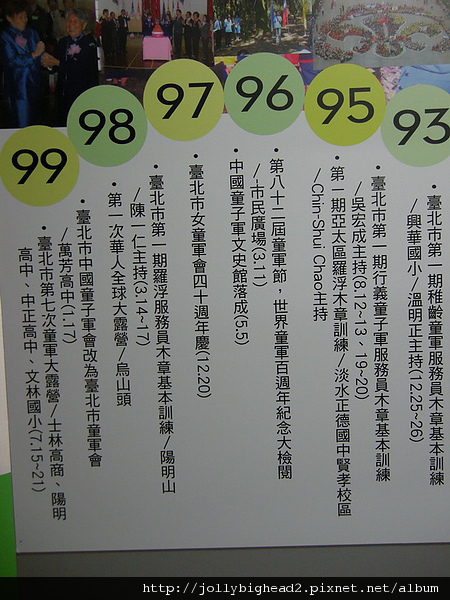 93
・臺北市第一期稚齡童軍服務員木章基本訓練
/興華國小/溫明正主持(12.25~26)
95
・臺北市第一期行義童子軍服務員木章基本訓練
/吳宏成主持(8.12~13、19~20)
・第一期亞太區羅浮木章訓練/淡水正德國中賢孝校區
/Chin-Shui Chao主持
96
・第八十二屆童軍節，世界童軍百週年紀念大檢閱
/市民廣場(3.11)
・中國童子軍文史館落成(5.5)
97
・臺北市女童軍會四十週年慶(12.20)
98
・臺北市第一期羅浮服務員木章基本訓練/陽明山
/陳一仁主持(3.14~17)
・第一次華人全球大露營/烏山頭
99
・臺北市中國童子軍會改為臺北市童軍會
/萬芳高中(1.17)
・臺北市第七次童軍大露營/士林高商、陽明
高中、中正高中、文林國小(7.15~21)
http://jollybighead2.pixnet.net/album